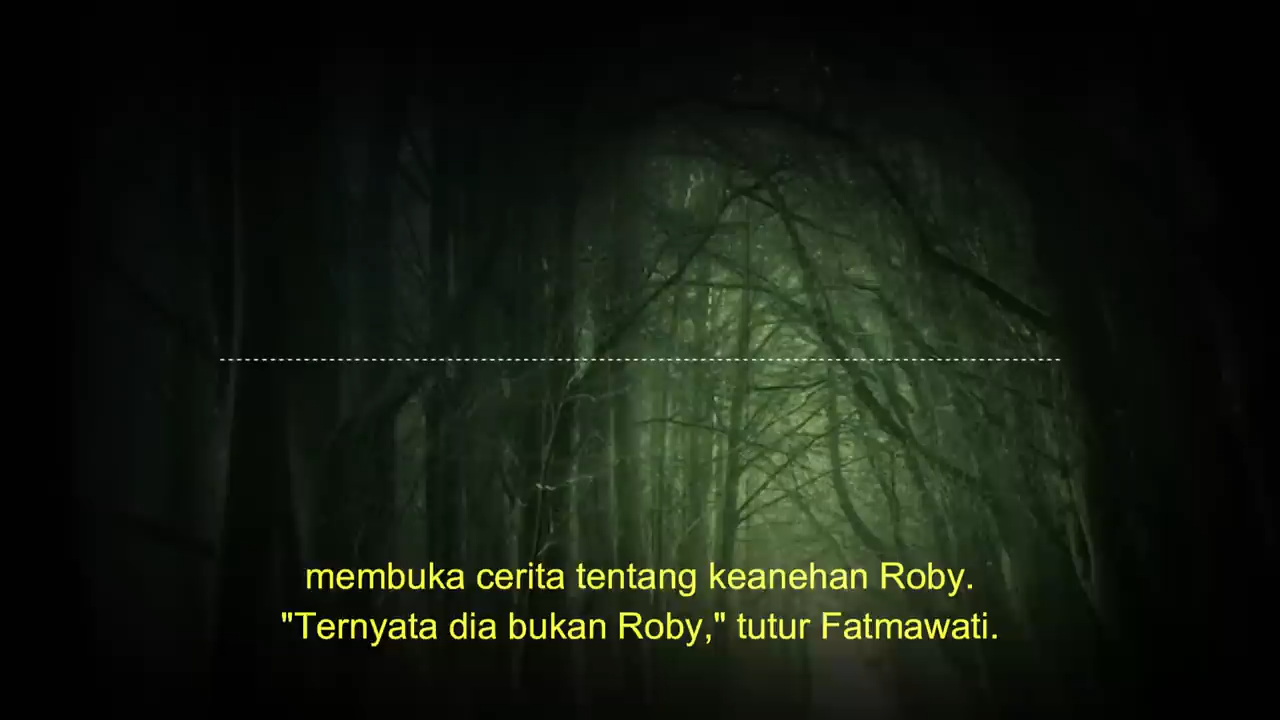 membuka cerita tentang keanehan Roby.
"Ternyata dia bukan Roby," tutur Fatmawati.